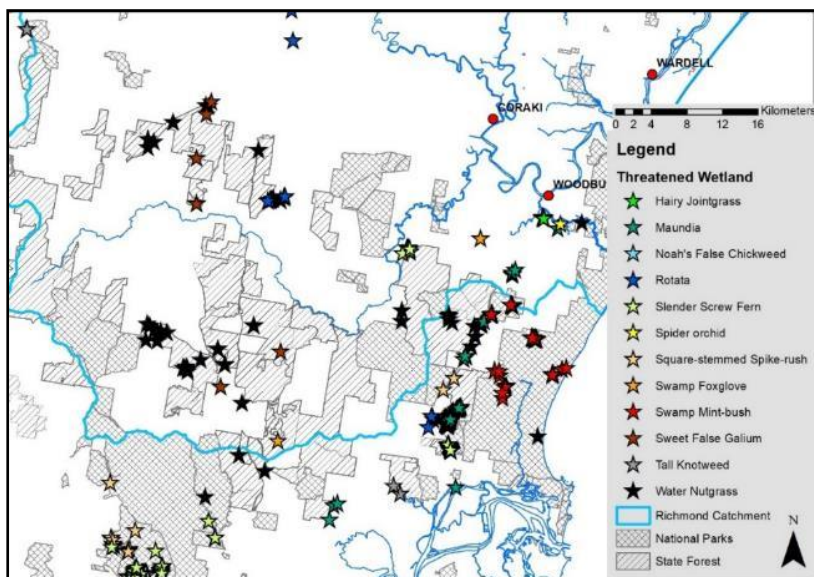 WARDELL
CORAKI
Kilometers
0 2 4 8 12 16
WOODBU
Legend
Threatened Wetland
Hairy Jointgrass
Maundia
Noah's False Chickweed
Rotata
Slender Screw Fern
Spider orchid
Square-stemmed Spike-rush
Swamp Foxglove
Swamp Mint-bush
Sweet False Galium
Tall Knotweed
Water Nutgrass
Richmond Catchment
National Parks
State Forest
N